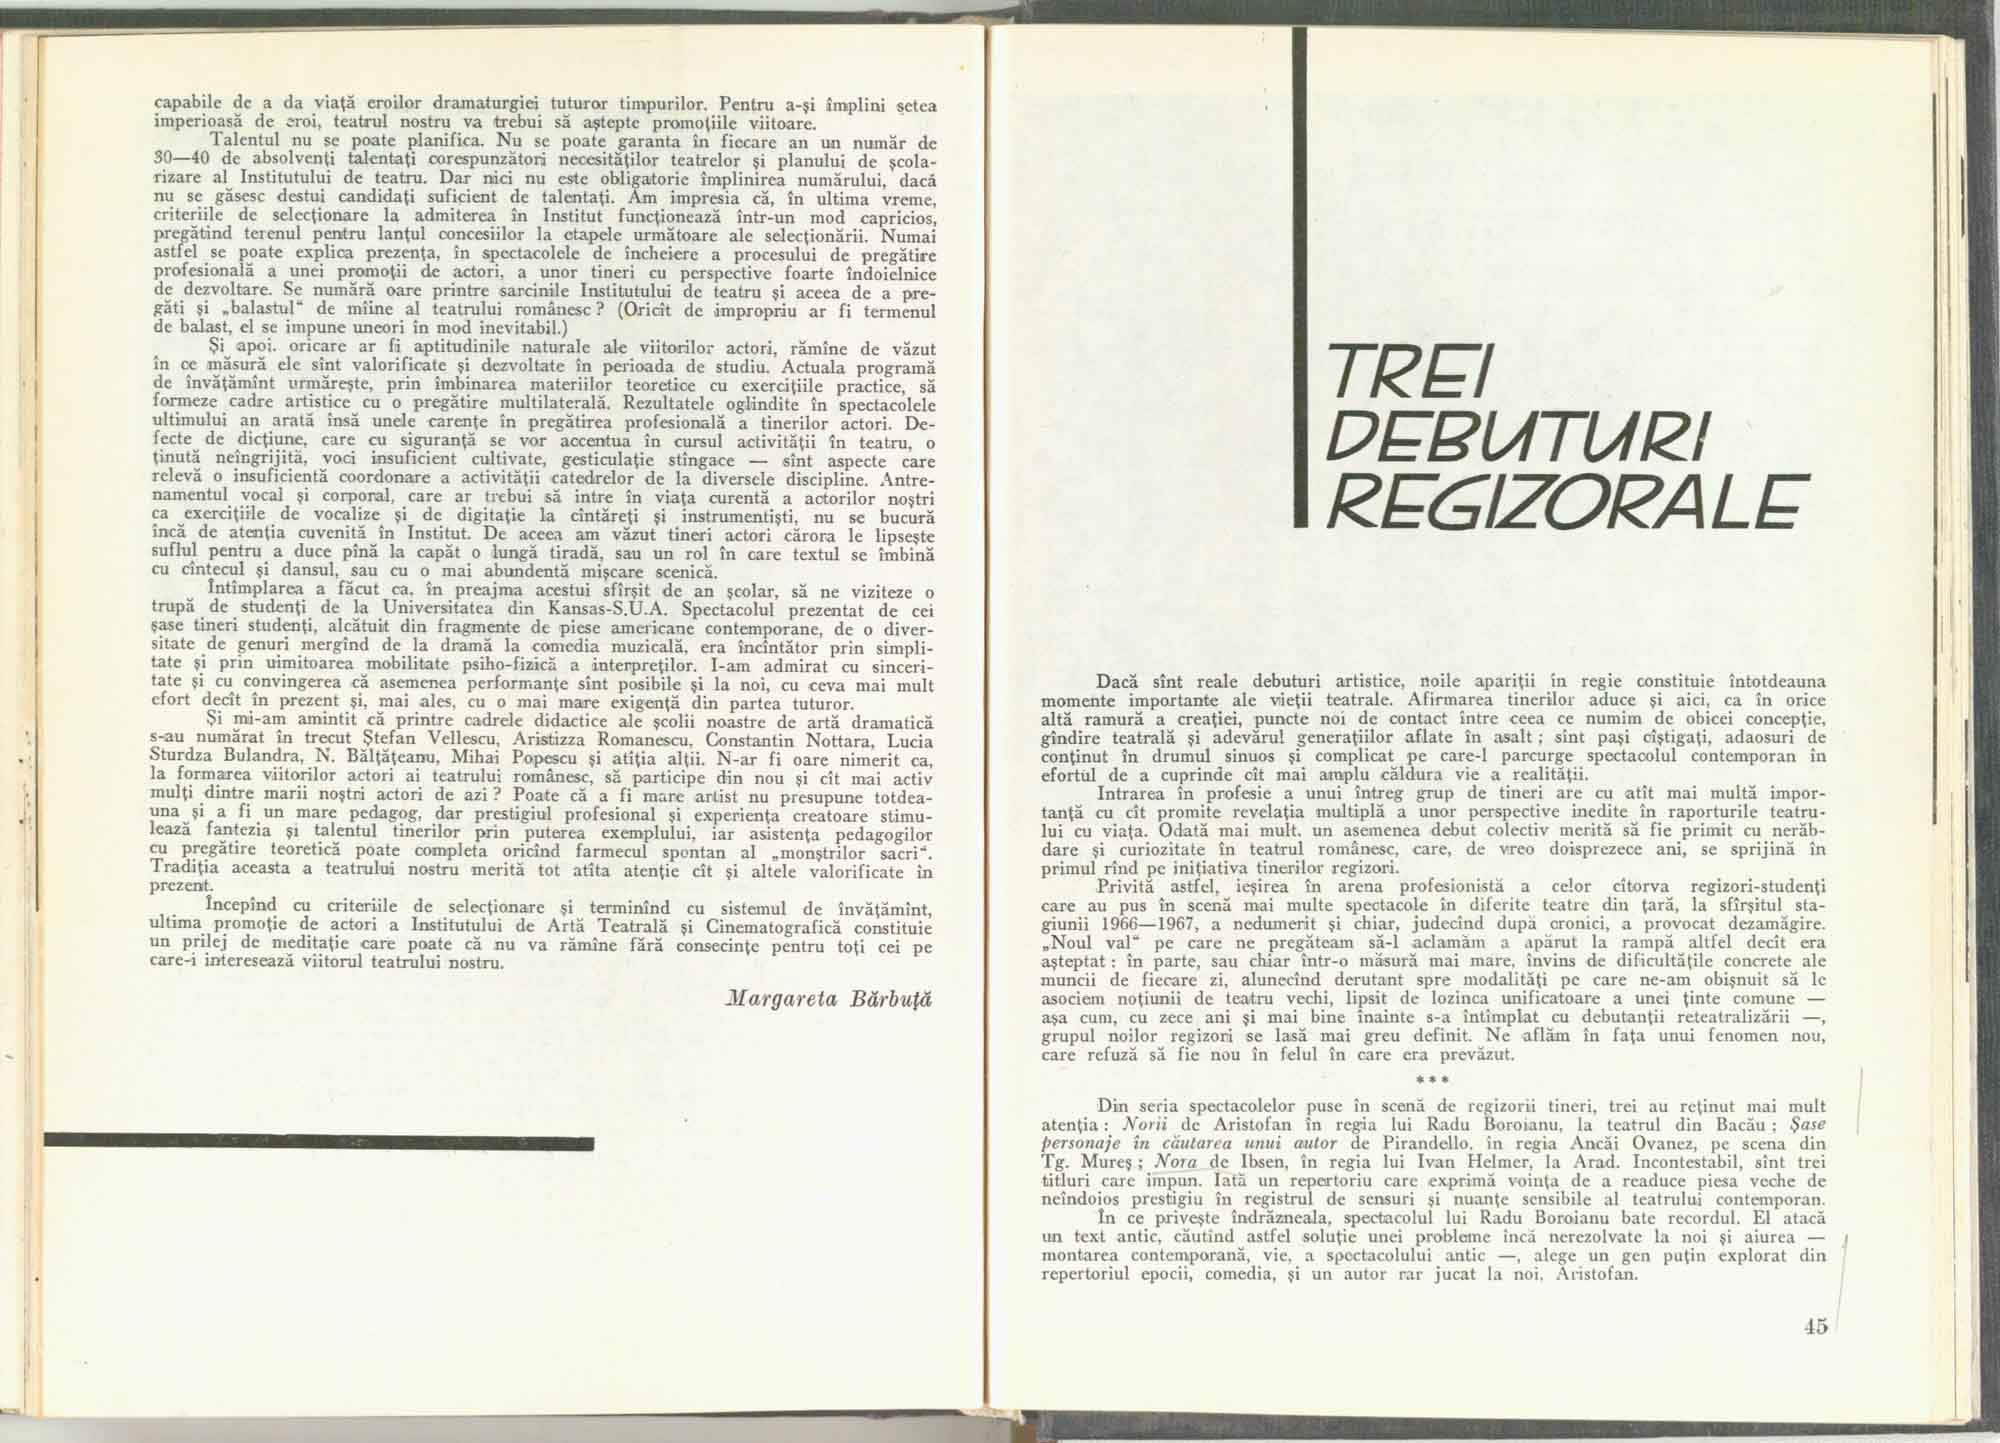 capabile de a da viață eroilor dramaturgiei tuturor timpurilor. Pentru a-și împlini setea
imperioasă de eroi, teatrul nostru va trebui să aștepte promoțiile viitoare.
Talentul nu se poate planifica. Nu se poate garanta în fiecare an un număr de
30—40 de absolvenți talentați corespunzători necesităților teatrelor și planului de școla-
rizare al Institutului de teatru. Dar nici nu este obligatorie împlinirea numărului, dacă
nu se găsesc destui candidați suficient de talentați. Am impresia că, în ultima vreme,
criteriile de selecționare la admiterea în Institut funcționează într-un mod capricios,
pregătind terenul pentru lanțul concesiilor la etapele următoare ale selecționării. Numai
astfel se poate explica prezența, în spectacolele de încheiere a procesului de pregătire
profesională a unei promoții de actori, a unor tineri cu perspective foarte îndoielnice
de dezvoltare. Se numără oare printre sarcinile Institutului de teatru și aceea de a pre-
găti și „balastul“ de mîine al teatrului românesc ? (Oricît de impropriu ar fi termenul
de balast, el se impune uneori în mod inevitabil.)
Și apoi. oricare ar fi aptitudinile naturale ale viitorilor actori, rămîne de văzut
în ce măsură ele sînt valorificate și dezvoltate în perioada de studiu. Actuala programă
de învățămînt urmărește, prin îmbinarea materiilor teoretice cu exercițiile practice, să
formeze cadre artistice cu o pregătire multilaterală. Rezultatele oglindite în spectacolele
ultimului an arată însă unele carențe în pregătirea profesională a tinerilor actori. De-
fecte de dicțiune, care cu siguranță se vor accentua în cursul activității în teatru, o
ținută neîngrijită, voci insuficient cultivate, gesticulație stîngace — sînt aspecte care
relevă o insuficientă coordonare a activității catedrelor de la diversele discipline. Antre-
namentul vocal și corporal, care ar trebui să intre în viața curentă a actorilor noștri
ca exercițiile de vocalize și de digitație la cîntăreți și instrumentiști, nu se bucură
încă de atenția cuvenită în Institut. De aceea am văzut tineri actori cărora le lipsește
suflul pentru a duce pînă la capăt o lungă tiradă, sau un rol în care textul se îmbină
cu cîntecul și dansul, sau cu o mai abundentă mișcare scenică.
Întîmplarea a făcut ca, în preajma acestui sfîrșit de an școlar, să ne viziteze o
trupă de studenți de la Universitatea din Kansas-S.U.A. Spectacolul prezentat de cei
șase tineri studenți, alcătuit din fragmente de piese americane contemporane, de o diver-
sitate de genuri mergînd de la dramă la comedia muzicală, era încîntător prin simpli-
tate și prin uimitoarea mobilitate psiho-fizică a interpreților. I-am admirat cu sinceri-
tate și cu convingerea că asemenea performanțe sînt posibile și la noi, cu ceva mai mult
efort decît în prezent și, mai ales, cu o mai mare exigență din partea tuturor.
Și mi-am amintit că printre cadrele didactice ale școlii noastre de artă dramatică
s-au numărat în trecut Ștefan Vellescu, Aristizza Romanescu, Constantin Nottara, Lucia
Sturdza Bulandra, N. Bălțățeanu, Mihai Popescu și atîția alții. N-ar fi oare nimerit ca,
la formarea viitorilor actori ai teatrului românesc, să participe din nou și cît mai activ
mulți dintre marii noștri actori de azi ? Poate că a fi mare artist nu presupune totdea-
una și a fi un mare pedagog, dar prestigiul profesional și experiența creatoare stimu-
lează fantezia și talentul tinerilor prin puterea exemplului, iar asistența pedagogilor
cu pregătire teoretică poate completa oricînd farmecul spontan al „monștrilor sacri“.
Tradiția aceasta a teatrului nostru merită tot atîta atenție cît și altele valorificate în
prezent.
Începînd cu criteriile de selecționare și terminînd cu sistemul de învățămînt,
ultima promoție de actori a Institutului de Artă Teatrală și Cinematografică constituie
un prilej de meditație care poate că nu va rămîne fără consecințe pentru toți cei pe
care-i interesează viitorul teatrului nostru.
Margareta Bărbuță
TREI
DEBUTURI
REGIZORALE
Dacă sînt reale debuturi artistice, noile apariții în regie constituie întotdeauna
momente importante ale vieții teatrale. Afirmarea tinerilor aduce și aici, ca în orice
altă ramură a creației, puncte noi de contact între ceea ce numim de obicei concepție,
gîndire teatrală și adevărul generațiilor aflate în asalt ; sînt pași cîștigați, adaosuri de
conținut în drumul sinuos și complicat pe care-l parcurge spectacolul contemporan în
efortul de a cuprinde cît mai amplu căldura vie a realității.
Intrarea în profesie a unui întreg grup de tineri are cu atît mai multă impor-
tanță cu cît promite revelația multiplă a unor perspective inedite în raporturile teatru-
lui cu viața. Odată mai mult. un asemenea debut colectiv merită să fie primit cu nerăb-
dare și curiozitate în teatrul românesc, care, de vreo doisprezece ani, se sprijină în
primul rînd pe inițiativa tinerilor regizori.
Privită astfel, ieșirea în arena profesionistă a celor cîtorva regizori-studenți
care au pus în scenă mai multe spectacole în diferite teatre din țară, la sfîrșitul sta-
giunii 1966—1967, a nedumerit și chiar, judecînd după cronici, a provocat dezamăgire.
„Noul val“ pe care ne pregăteam să-l aclamăm a apărut la rampă altfel decît era
așteptat : în parte, sau chiar într-o măsură mai mare, învins de dificultățile concrete ale
muncii de fiecare zi, alunecînd derutant spre modalități pe care ne-am obișnuit să le
asociem noțiunii de teatru vechi, lipsit de lozinca unificatoare a unei ținte comune —
așa cum, cu zece ani și mai bine înainte s-a întîmplat cu debutanții reteatralizării —,
grupul noilor regizori se lasă mai greu definit. Ne aflăm în fața unui fenomen nou,
care refuză să fie nou în felul în care era prevăzut.
* * *
Din seria spectacolelor puse în scenă de regizorii tineri, trei au reținut mai mult
atenția : Norii de Aristofan în regia lui Radu Boroianu, la teatrul din Bacău ; Șase
personaje în căutarea unui autor de Pirandello, în regia Ancăi Ovanez, pe scena din
Tg. Mureș ; Nora de Ibsen, în regia lui Ivan Helmer, la Arad. Incontestabil, sînt trei
titluri care impun. Iată un repertoriu care exprimă voința de a readuce piesa veche de
neîndoios prestigiu în registrul de sensuri și nuanțe sensibile al teatrului contemporan.
În ce privește îndrăzneala, spectacolul lui Radu Boroianu bate recordul. El atacă
un text antic, căutînd astfel soluție unei probleme încă nerezolvate la noi și aiurea —
montarea contemporană, vie, a spectacolului antic —, alege un gen puțin explorat din
repertoriul epocii, comedia, și un autor rar jucat la noi, Aristofan.
45